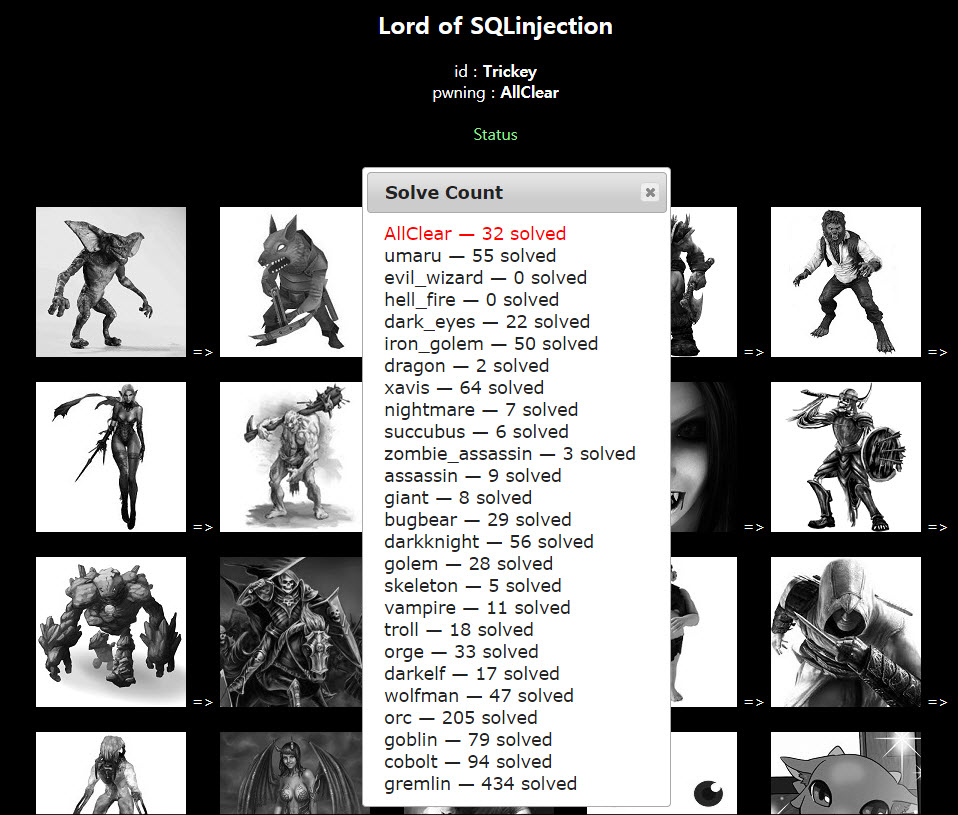 Lord of SQLinjection
id : Trickey
pwning : AllClear
Status
Solve Count
AllClear — 32 solved
umaru — 55 solved
evil_wizard — 0 solved
hell_fire — 0 solved
dark_eyes — 22 solved
iron_golem — 50 solved
dragon — 2 solved
xavis — 64 solved
nightmare — 7 solved
succubus — 6 solved
zombie_assassin — 3 solved
assassin — 9 solved
giant — 8 solved
bugbear — 29 solved
darkknight — 56 solved
golem — 28 solved
skeleton — 5 solved
vampire — 11 solved
troll — 18 solved
orge — 33 solved
darkelf — 17 solved
wolfman — 47 solved
orc — 205 solved
goblin — 79 solved
cobolt — 94 solved
gremlin — 434 solved
=> => =>
=> => =>
=> => =>